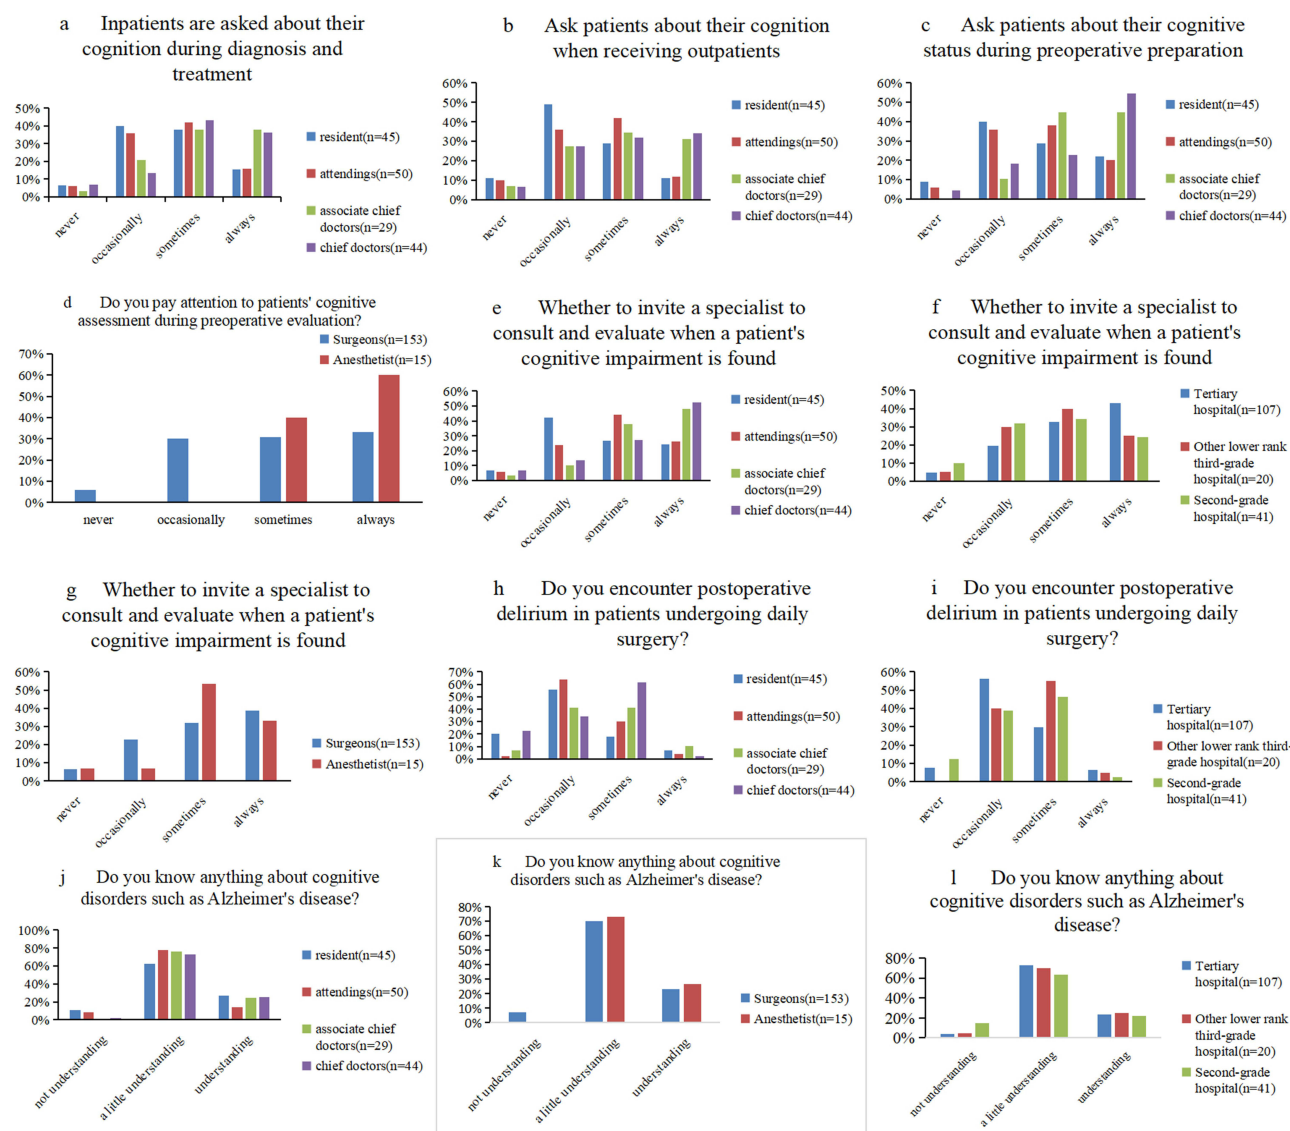 a Inpatients are asked about their
cognition during diagnosis and
treatment
50%
40%
30%
20%
10%
0%
never
occasionally
sometimes
always
resident(n=45)
attendings(n=50)
associate chief
doctors(n=29)
chief doctors(n=44)
b Ask patients about their cognition
when receiving outpatients
60%
50%
40%
30%
20%
10%
0%
never
occasionally
sometimes
always
resident(n=45)
attendings(n=50)
associate chief
doctors(n=29)
chief doctors(n=44)
c Ask patients about their cognitive
status during preoperative preparation
60%
50%
40%
30%
20%
10%
0%
never
occasionally
sometimes
always
resident(n=45)
attendings(n=50)
associate chief
doctors(n=29)
chief doctors(n=44)
d Do you pay attention to patients' cognitive
assessment during preoperative evaluation?
Surgeons(n=153)
Anesthetist(n=15)
70%
60%
50%
40%
30%
20%
10%
0%
never
occasionally
sometimes
always
e Whether to invite a specialist to
consult and evaluate when a patient's
cognitive impairment is found
60%
50%
40%
30%
20%
10%
0%
never
occasionally
sometimes
always
resident(n=45)
attendings(n=50)
associate chief
doctors(n=29)
chief doctors(n=44)
f Whether to invite a specialist to
consult and evaluate when a patient's
cognitive impairment is found
50%
40%
30%
20%
10%
0%
never
occasionally
sometimes
always
Tertiary
hospital(n=107)
Other lower rank
third-grade
hospital(n=20)
Second-grade
hospital(n=41)
g Whether to invite a specialist to
consult and evaluate when a patient's
cognitive impairment is found
60%
50%
40%
30%
20%
10%
0%
never
occasionally
sometimes
always
Surgeons(n=153)
Anesthetist(n=15)
h Do you encounter postoperative
delirium in patients undergoing daily
surgery?
70%
60%
50%
40%
30%
20%
10%
0%
never
occasionally
sometimes
always
resident(n=45)
attendings(n=50)
associate chief
doctors(n=29)
chief doctors(n=44)
i Do you encounter postoperative
delirium in patients undergoing daily
surgery?
60%
50%
40%
30%
20%
10%
0%
never
occasionally
sometimes
always
Tertiary
hospital(n=107)
Other lower rank third-
grade hospital(n=20)
Second-grade
hospital(n=41)
j Do you know anything about cognitive
disorders such as Alzheimer's disease?
100%
80%
60%
40%
20%
0%
not understanding
a little understanding
understanding
resident(n=45)
attendings(n=50)
associate chief
doctors(n=29)
chief doctors(n=44)
k Do you know anything about cognitive
disorders such as Alzheimer's disease?
80%
70%
60%
50%
40%
30%
20%
10%
0%
not understanding
a little understanding
understanding
Surgeons(n=153)
Anesthetist(n=15)
l Do you know anything about
cognitive disorders such as Alzheimer's
disease?
80%
60%
40%
20%
0%
not understanding
a little understanding
understanding
Tertiary
hospital(n=107)
Other lower rank
third-grade
hospital(n=20)
Second-grade
hospital(n=41)